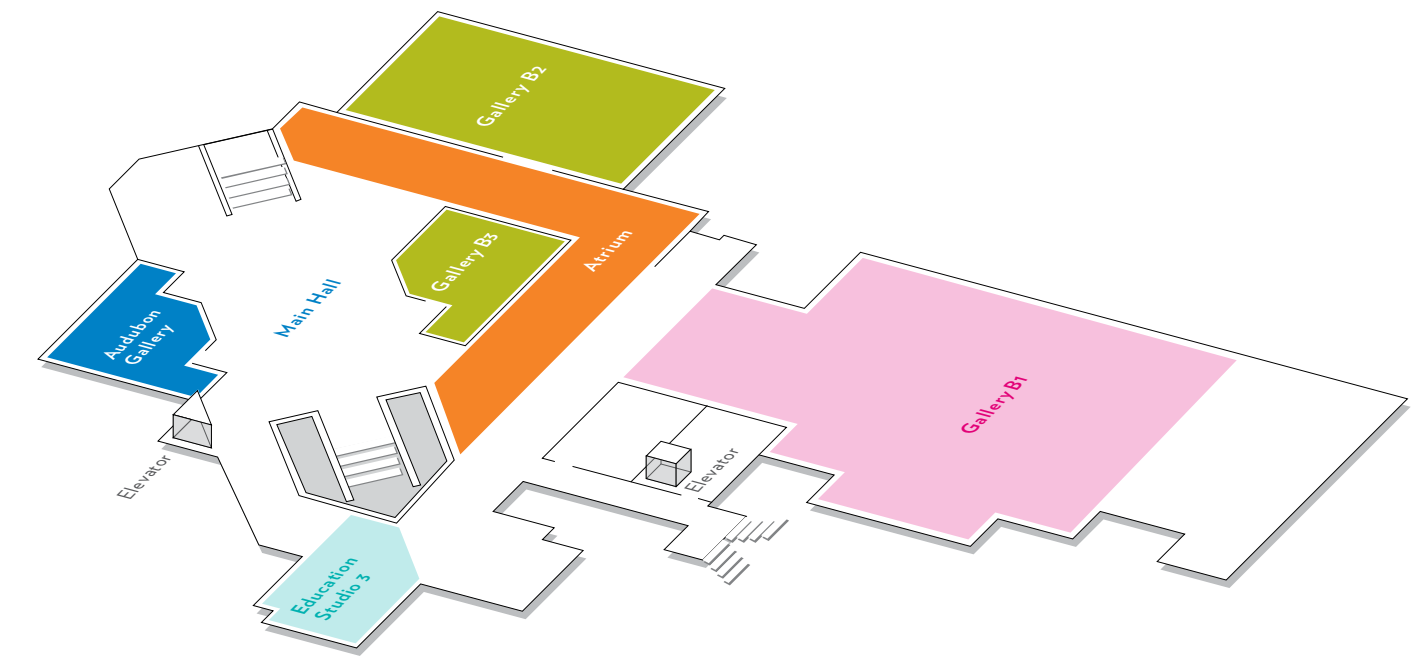 Gallery B2
Gallery B3
Atrium
Main Hall
Audubon
Gallery
Gallery B1
Elevator
Elevator
Education
Studio 3